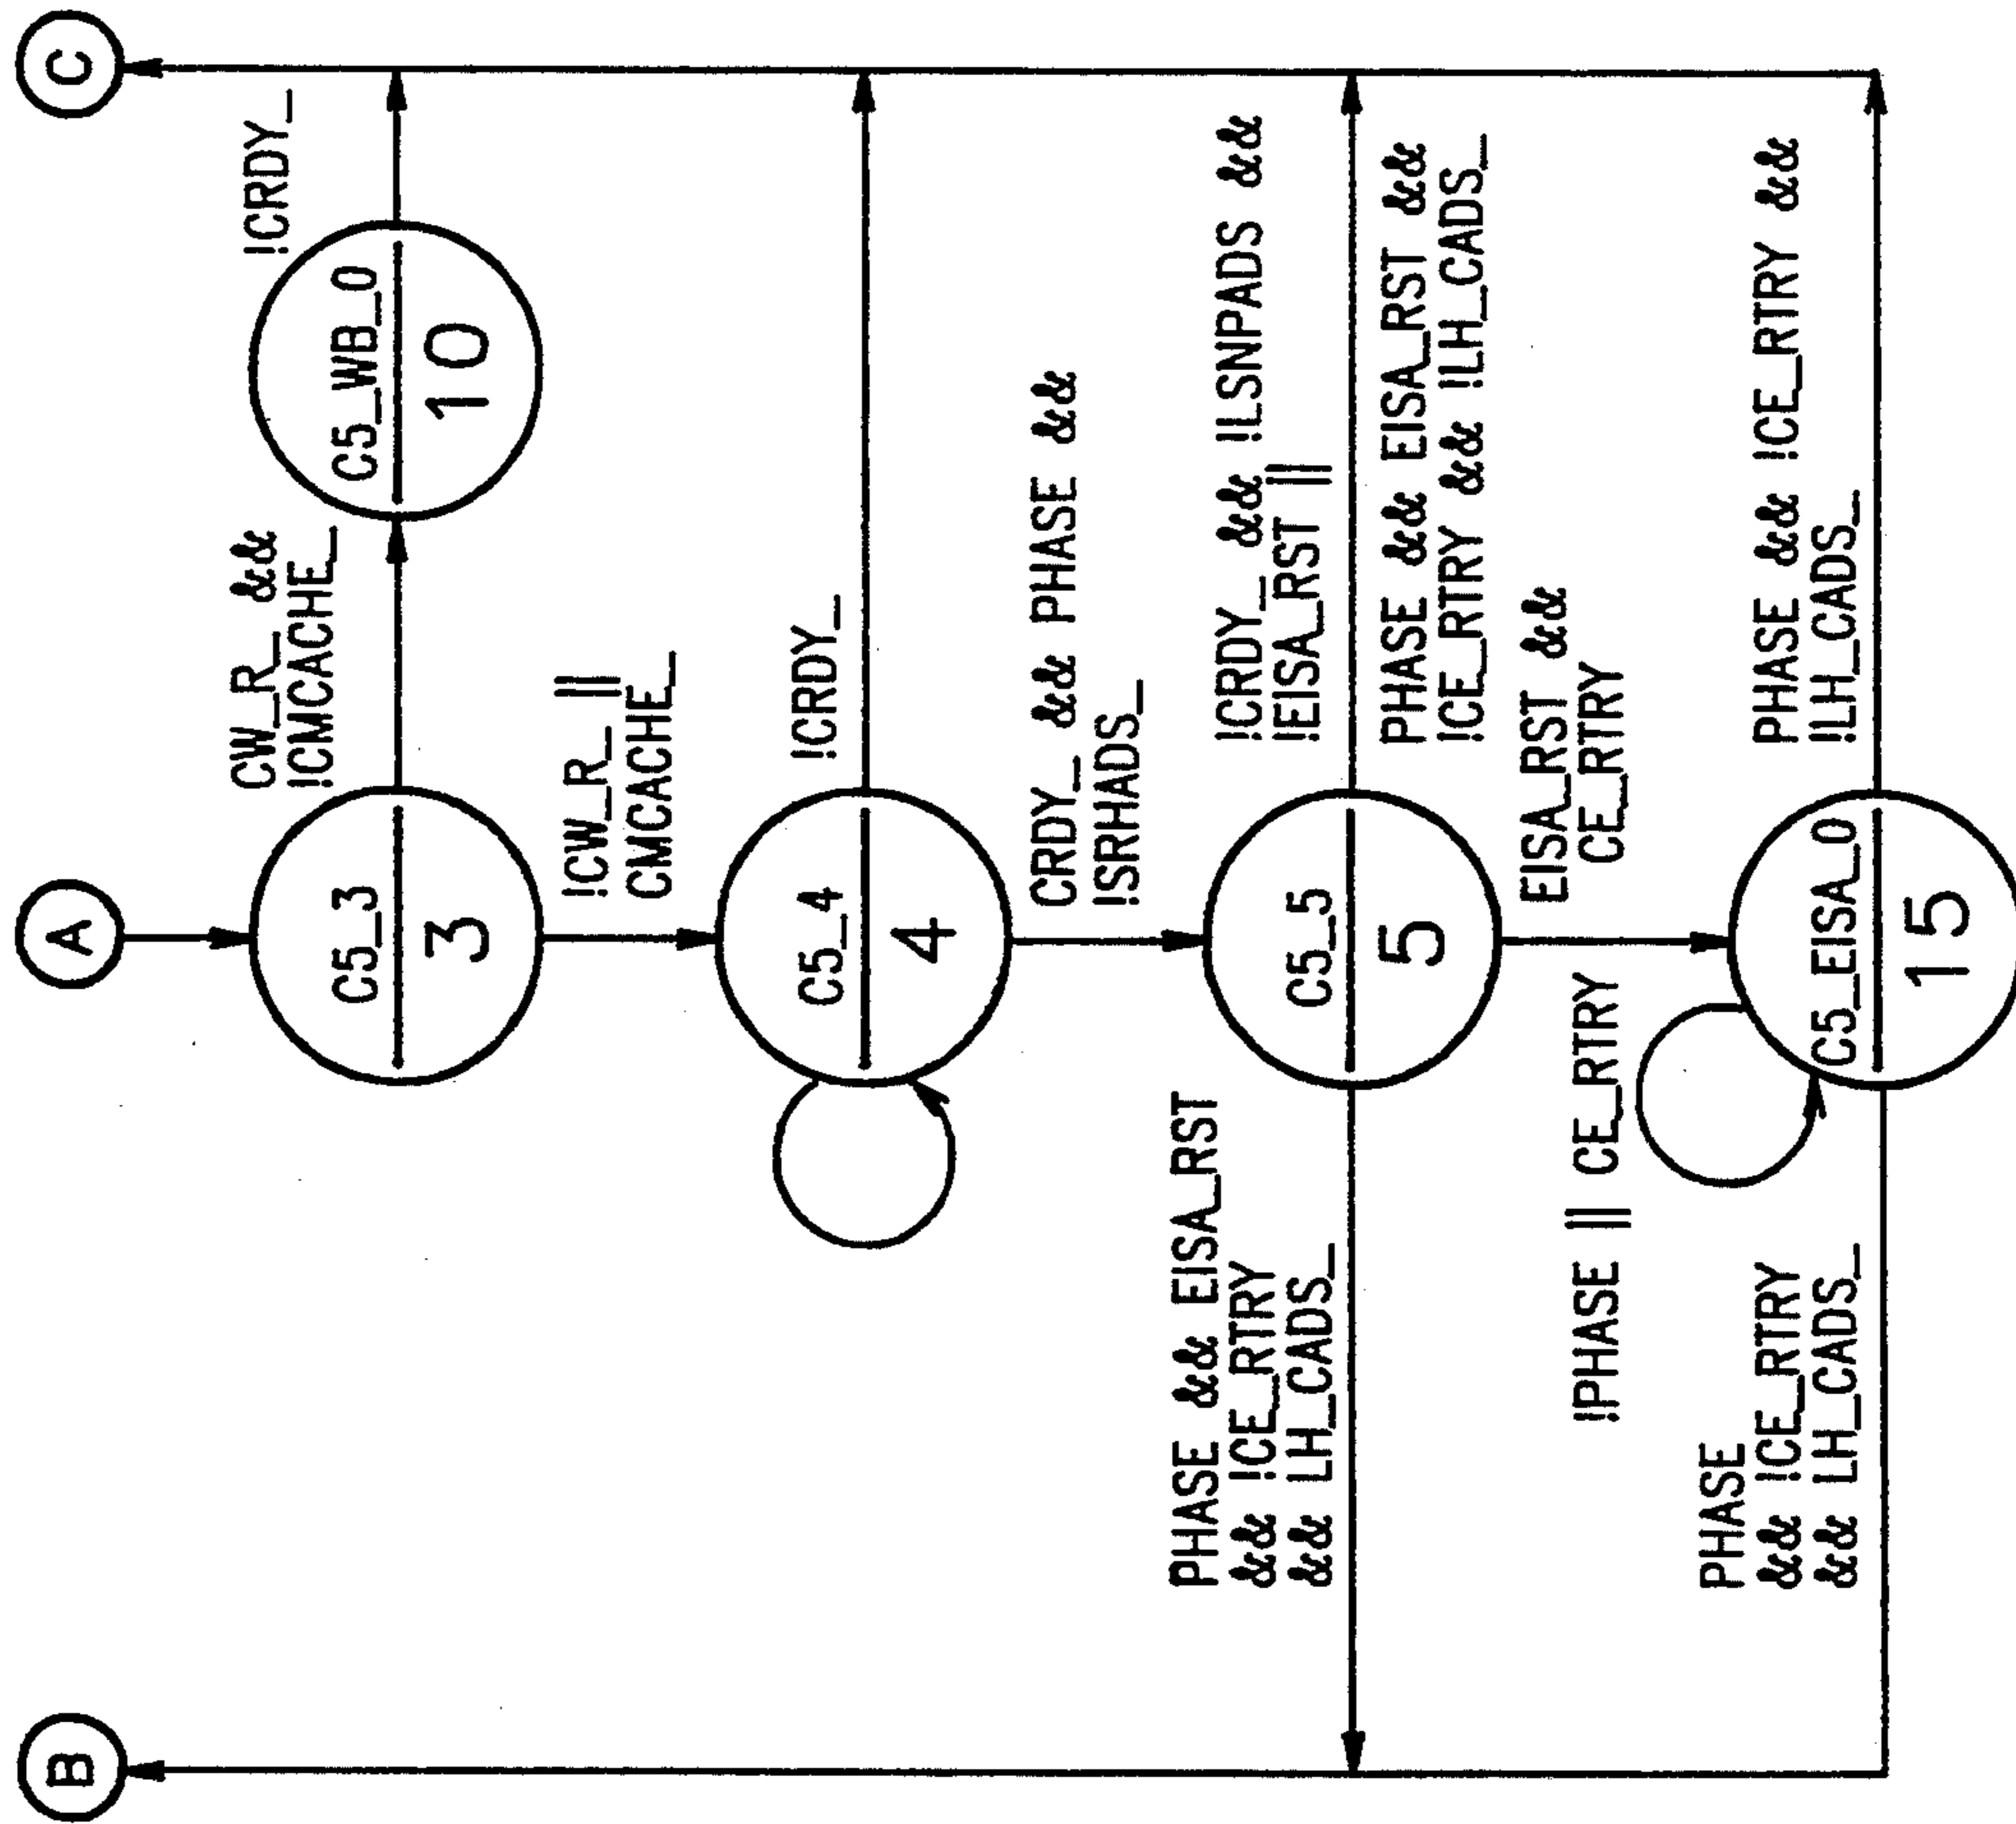 B
A
C
CW_R_ &&
!CMCACHE_
!CRDY_
C5_3
3
C5_WB_0
10
!CW_R_ ||
CMCACHE_
!CRDY_
C5_4
4
CRDY_ && PHASE &&
!SRHADS_
PHASE && EISA_RST
&& !CE_RTRY
&& LH_CADS_
!CRDY_ && !LSNPADS &&
!EISA_RST ||
C5_5
5
PHASE && EISA_RST &&
!CE_RTRY && !LH_CADS_
EISA_RST &&
CE_RTRY
!PHASE || CE_RTRY
PHASE
&& !CE_RTRY
&& LH_CADS_
PHASE && !CE_RTRY &&
!LH_CADS_
C5_EISA_0
15